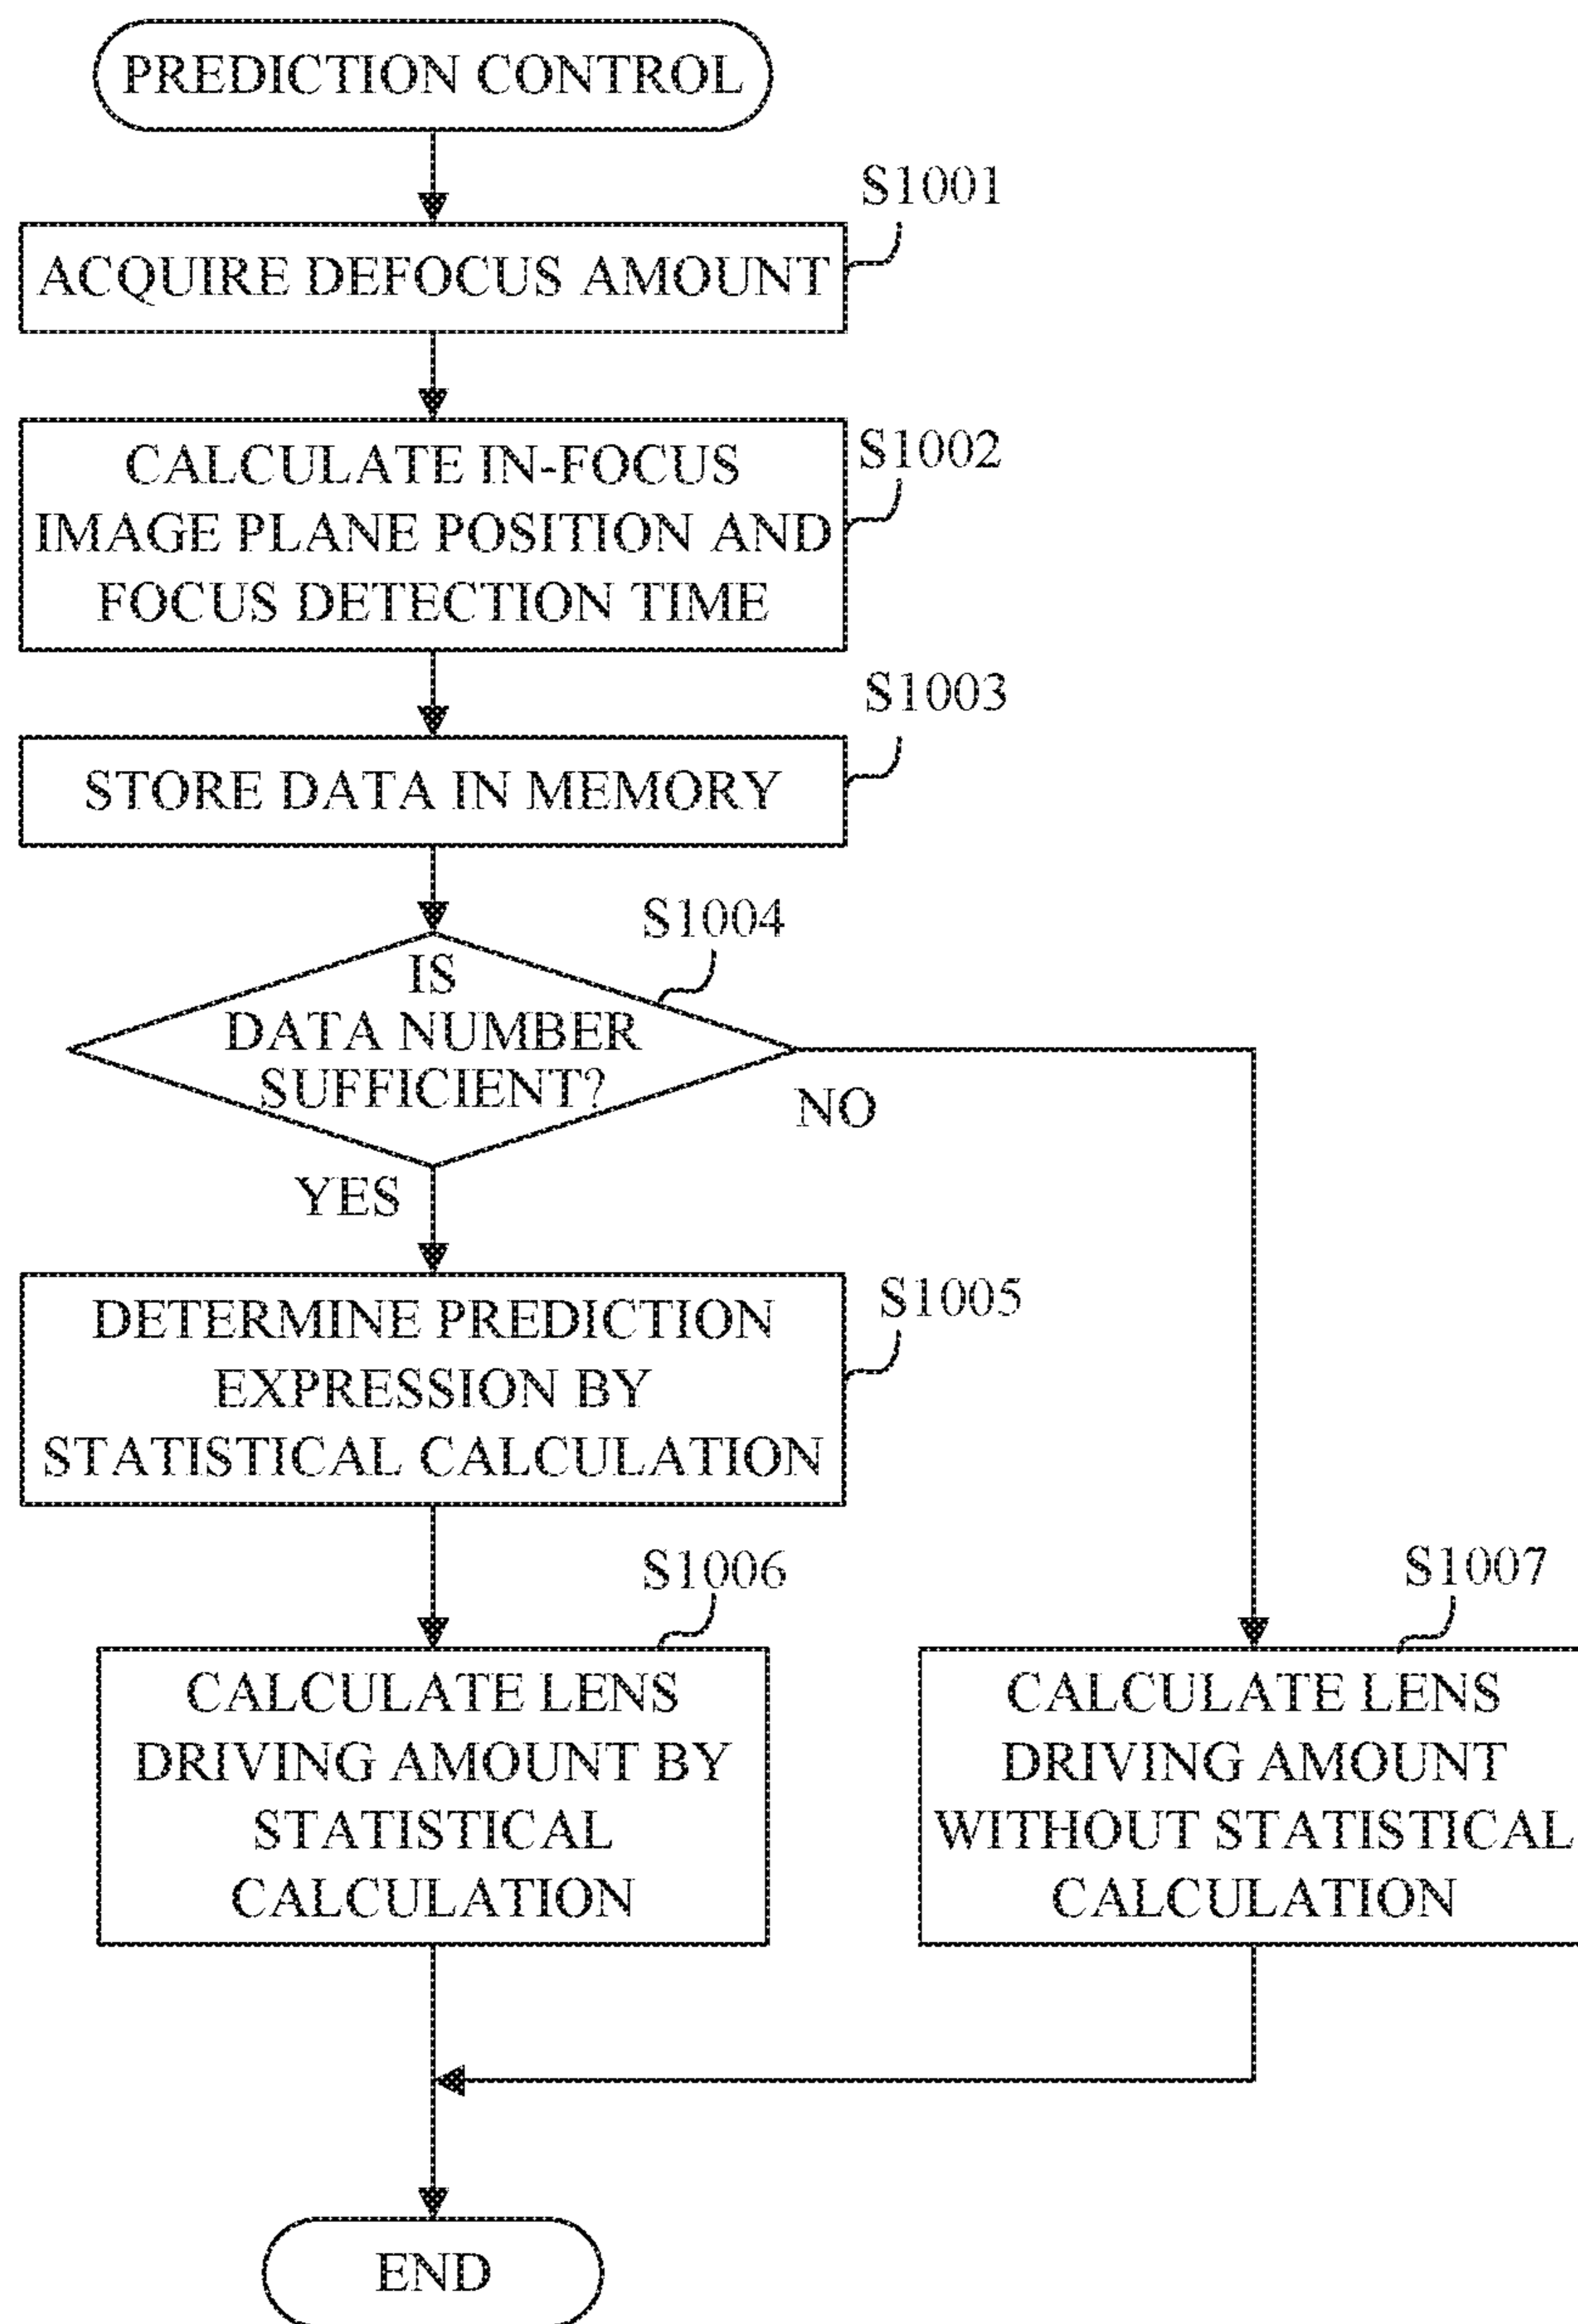 PREDICTION CONTROL
S1001
ACQUIRE DEFOCUS AMOUNT
S1002
CALCULATE IN-FOCUS
IMAGE PLANE POSITION AND
FOCUS DETECTION TIME
S1003
STORE DATA IN MEMORY
S1004
IS
DATA NUMBER
SUFFICIENT?
NO
YES
S1005
DETERMINE PREDICTION
EXPRESSION BY
STATISTICAL CALCULATION
S1006
CALCULATE LENS
DRIVING AMOUNT BY
STATISTICAL
CALCULATION
S1007
CALCULATE LENS
DRIVING AMOUNT
WITHOUT STATISTICAL
CALCULATION
END